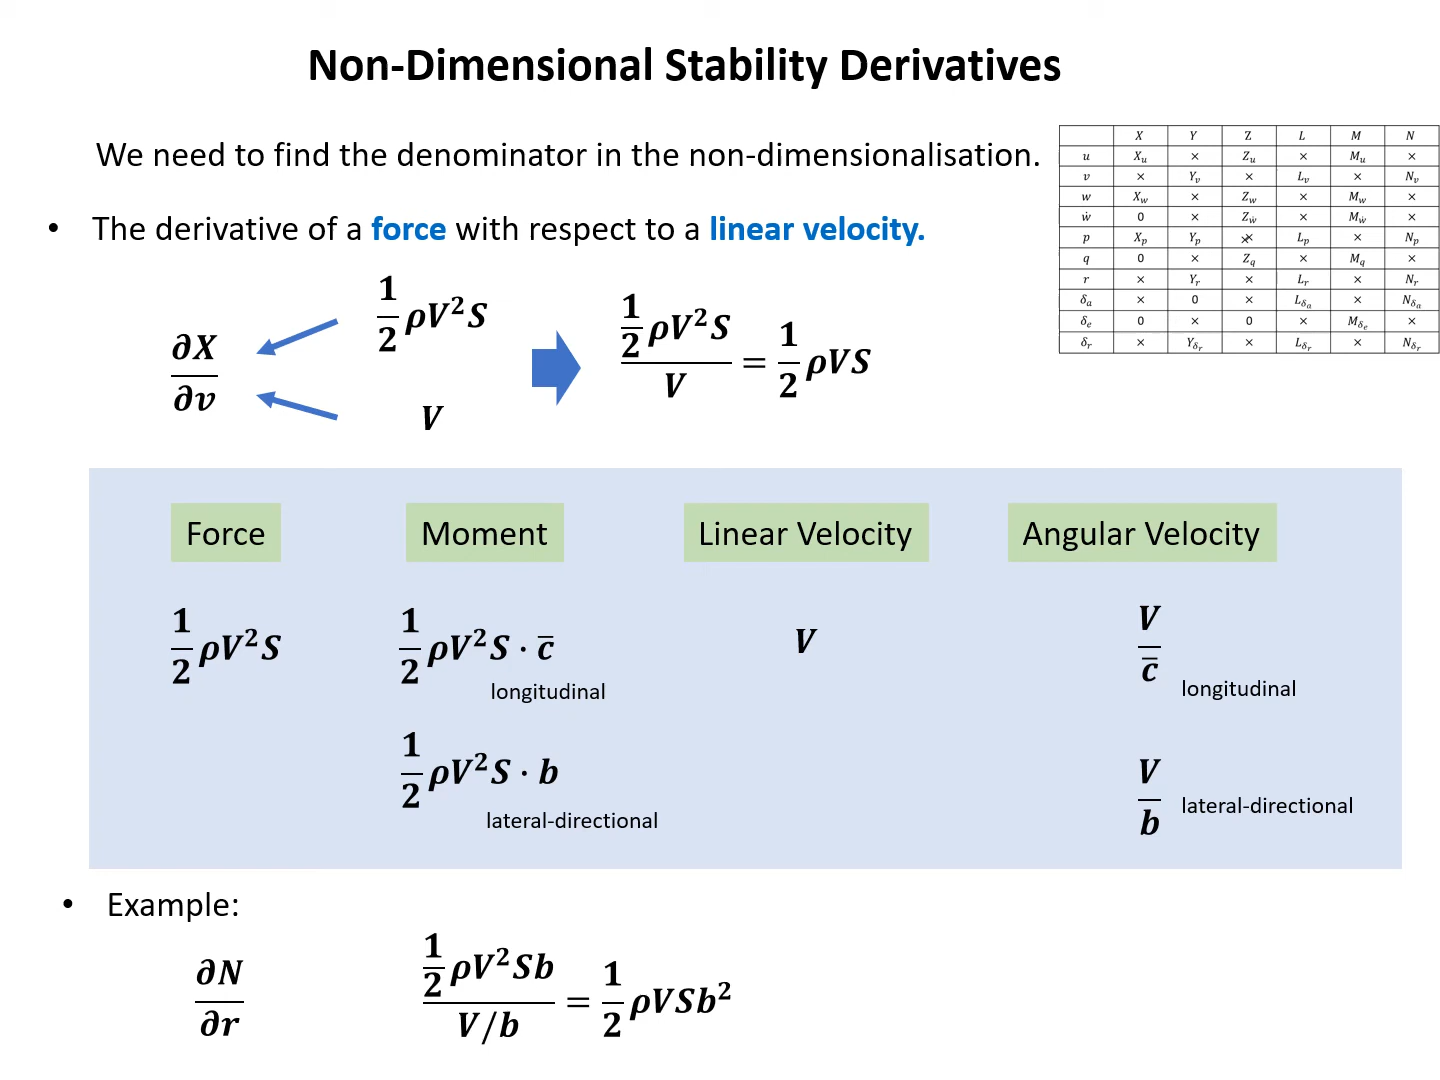 Non-Dimensional Stability Derivatives
We need to find the denominator in the non-dimensionalisation.
X Y Z L M N
u X_u × Z_u × M_u ×
v × Y_v × L_v × N_v
w X_w × Z_w × M_w ×
ẇ 0 × Z_ẇ × M_ẇ ×
p X_p Y_p × × L_p × N_p
q 0 × Z_q × M_q ×
r × Y_r × L_r × N_r
δ_a × 0 × L_δa × N_δa
δ_e 0 × 0 × M_δe ×
δ_r × Y_δr × L_δr × N_δr
• The derivative of a force with respect to a linear velocity.
∂X/∂v
1/2 ρV²S
V
(1/2 ρV²S)/V = 1/2 ρVS
Force Moment Linear Velocity Angular Velocity
1/2 ρV²S
1/2 ρV²S · c̄
longitudinal
V
V/c̄
longitudinal
1/2 ρV²S · b
lateral-directional
V/b
lateral-directional
• Example:
∂N/∂r
(1/2 ρV²Sb)/(V/b) = 1/2 ρVSb²